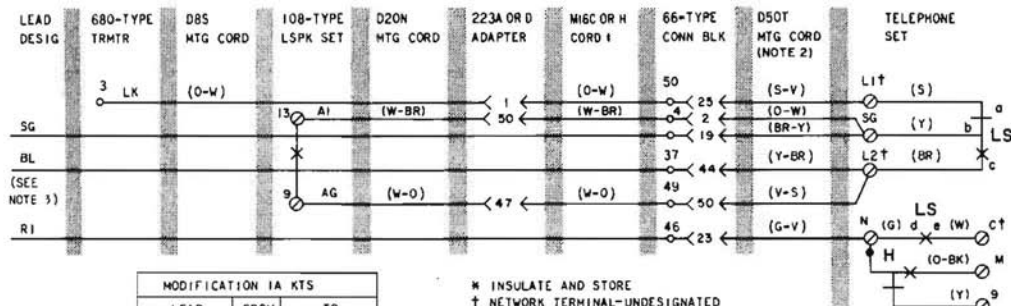 LEAD 680-TYPE D8S 108-TYPE D20N 223A OR D M16C OR H 66-TYPE D50T TELEPHONE
DESIG TRMTR MTG CORD LSPK SET MTG CORD ADAPTER CORD CONN BLK MTG CORD SET
(NOTE 2)
3 LK (O-W) 1 (O-W) 50 25 (S-V) L1† (S)
13 A1 (W-BR) 50 (W-BR) 4 2 (O-W) SG a
SG 19 (BR-Y) (Y) b LS
BL 37 44 (Y-BR) L2† (BR) c
(SEE
NOTE 3) 9 AG (W-O) 47 (W-O) 49 50 (V-S)
R1 46 23 (G-V) N (G) d LS e (W) C†
H (O-BK) M
(Y) 9
MODIFICATION 1A KTS
* INSULATE AND STORE
† NETWORK TERMINAL-UNDESIGNATED